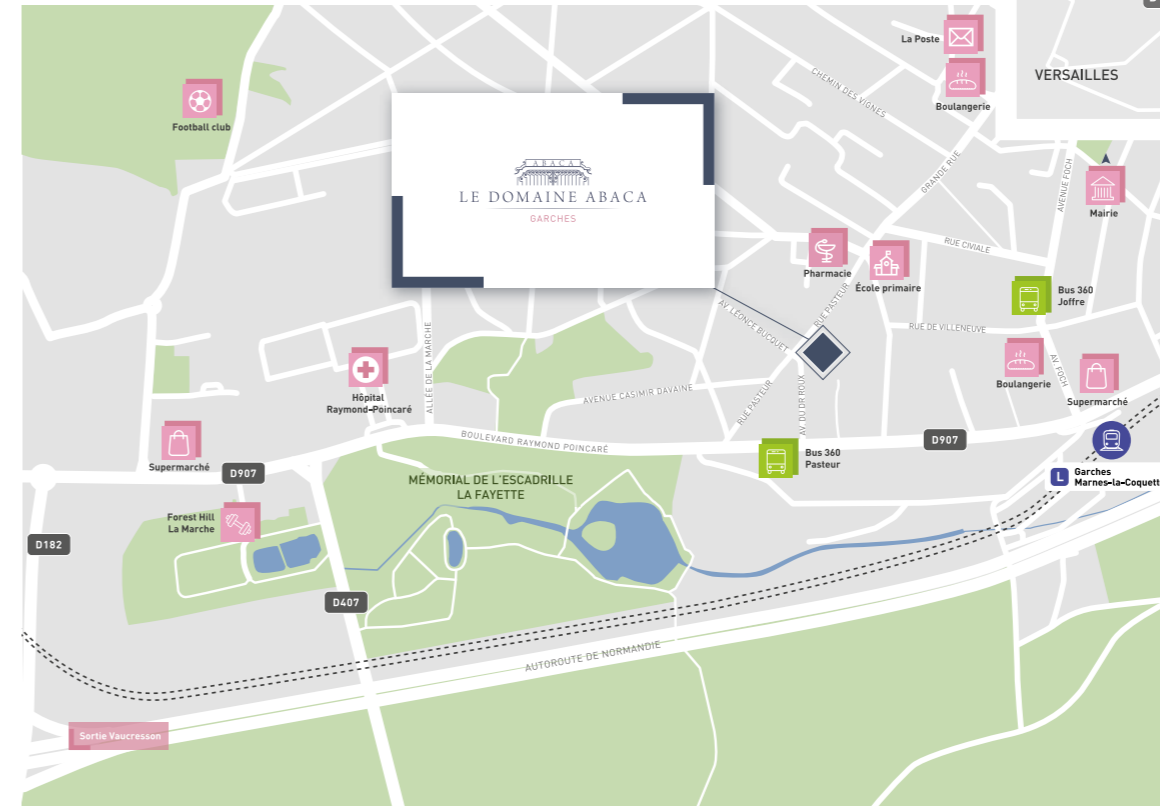 La Poste
VERSAILLES
CHEMIN DES VIGNES
Boulangerie
Football club
ABACA
LE DOMAINE ABACA
GARCHES
GRANDE RUE
AVENUE FOCH
Mairie
RUE CIVIALE
Pharmacie
École primaire
Bus 360
Joffre
RUE PASTEUR
AV. LÉONCE BUCQUET
RUE DE VILLENEUVE
ALLÉE DE LA MARCHE
Hôpital
Raymond-Poincaré
AVENUE CASIMIR DAVAINE
RUE PASTEUR
AV. DU DR ROUX
Boulangerie
AV. FOCH
Supermarché
BOULEVARD RAYMOND POINCARÉ
D907
Bus 360
Pasteur
Supermarché
D907
MÉMORIAL DE L'ESCADRILLE
LA FAYETTE
L
Garches
Marnes-la-Coquett
Forest Hill
La Marche
D182
D407
AUTOROUTE DE NORMANDIE
Sortie Vaucresson